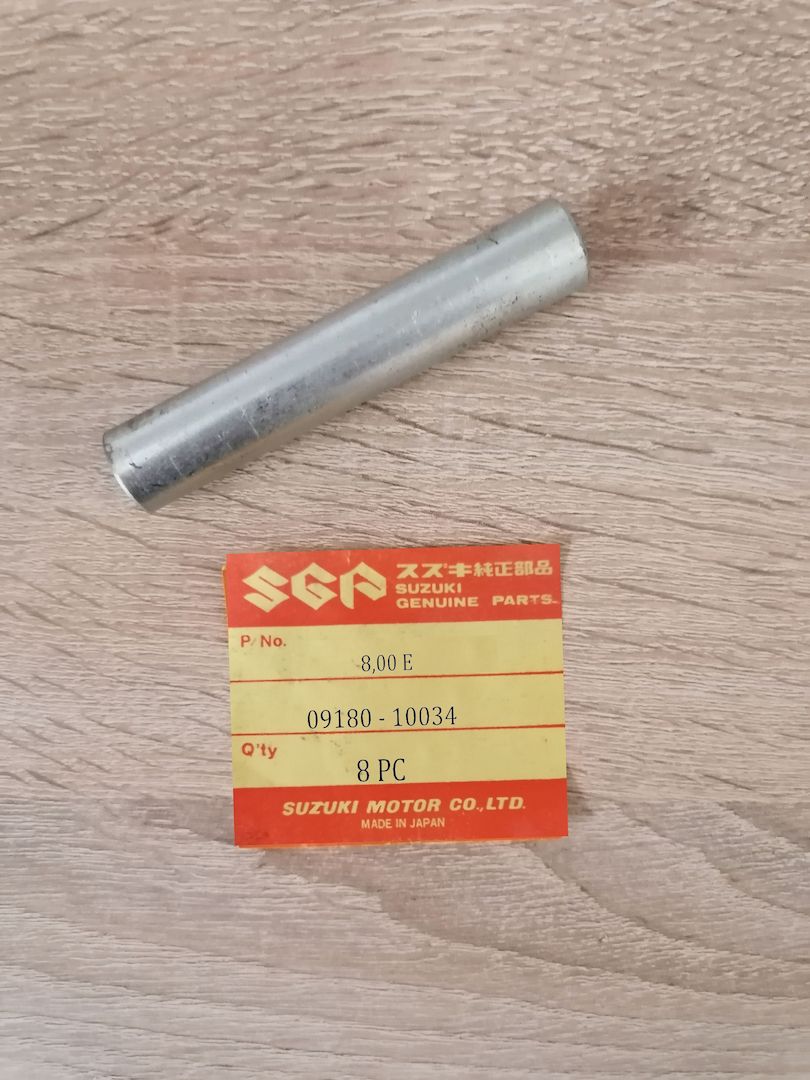 SGP スズキ純正部品
SUZUKI
GENUINE PARTS
P/No.
8,00 E
09180 - 10034
Q'ty
8 PC
SUZUKI MOTOR CO.,LTD.
MADE IN JAPAN